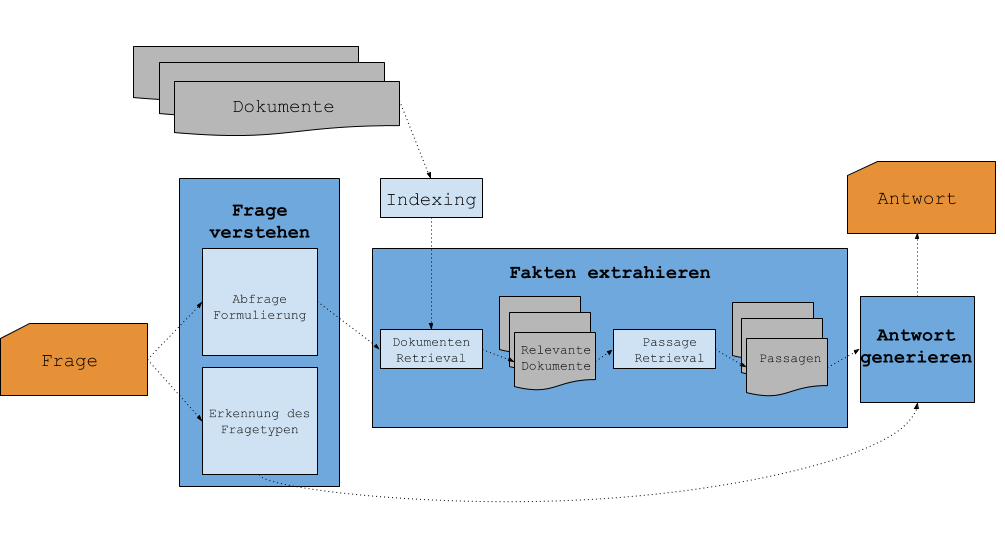 Dokumente
Indexing
Antwort
Frage
verstehen
Fakten extrahieren
Abfrage
Formulierung
Dokumenten
Retrieval
Relevante
Dokumente
Passage
Retrieval
Passagen
Antwort
generieren
Frage
Erkennung des
Fragetypen